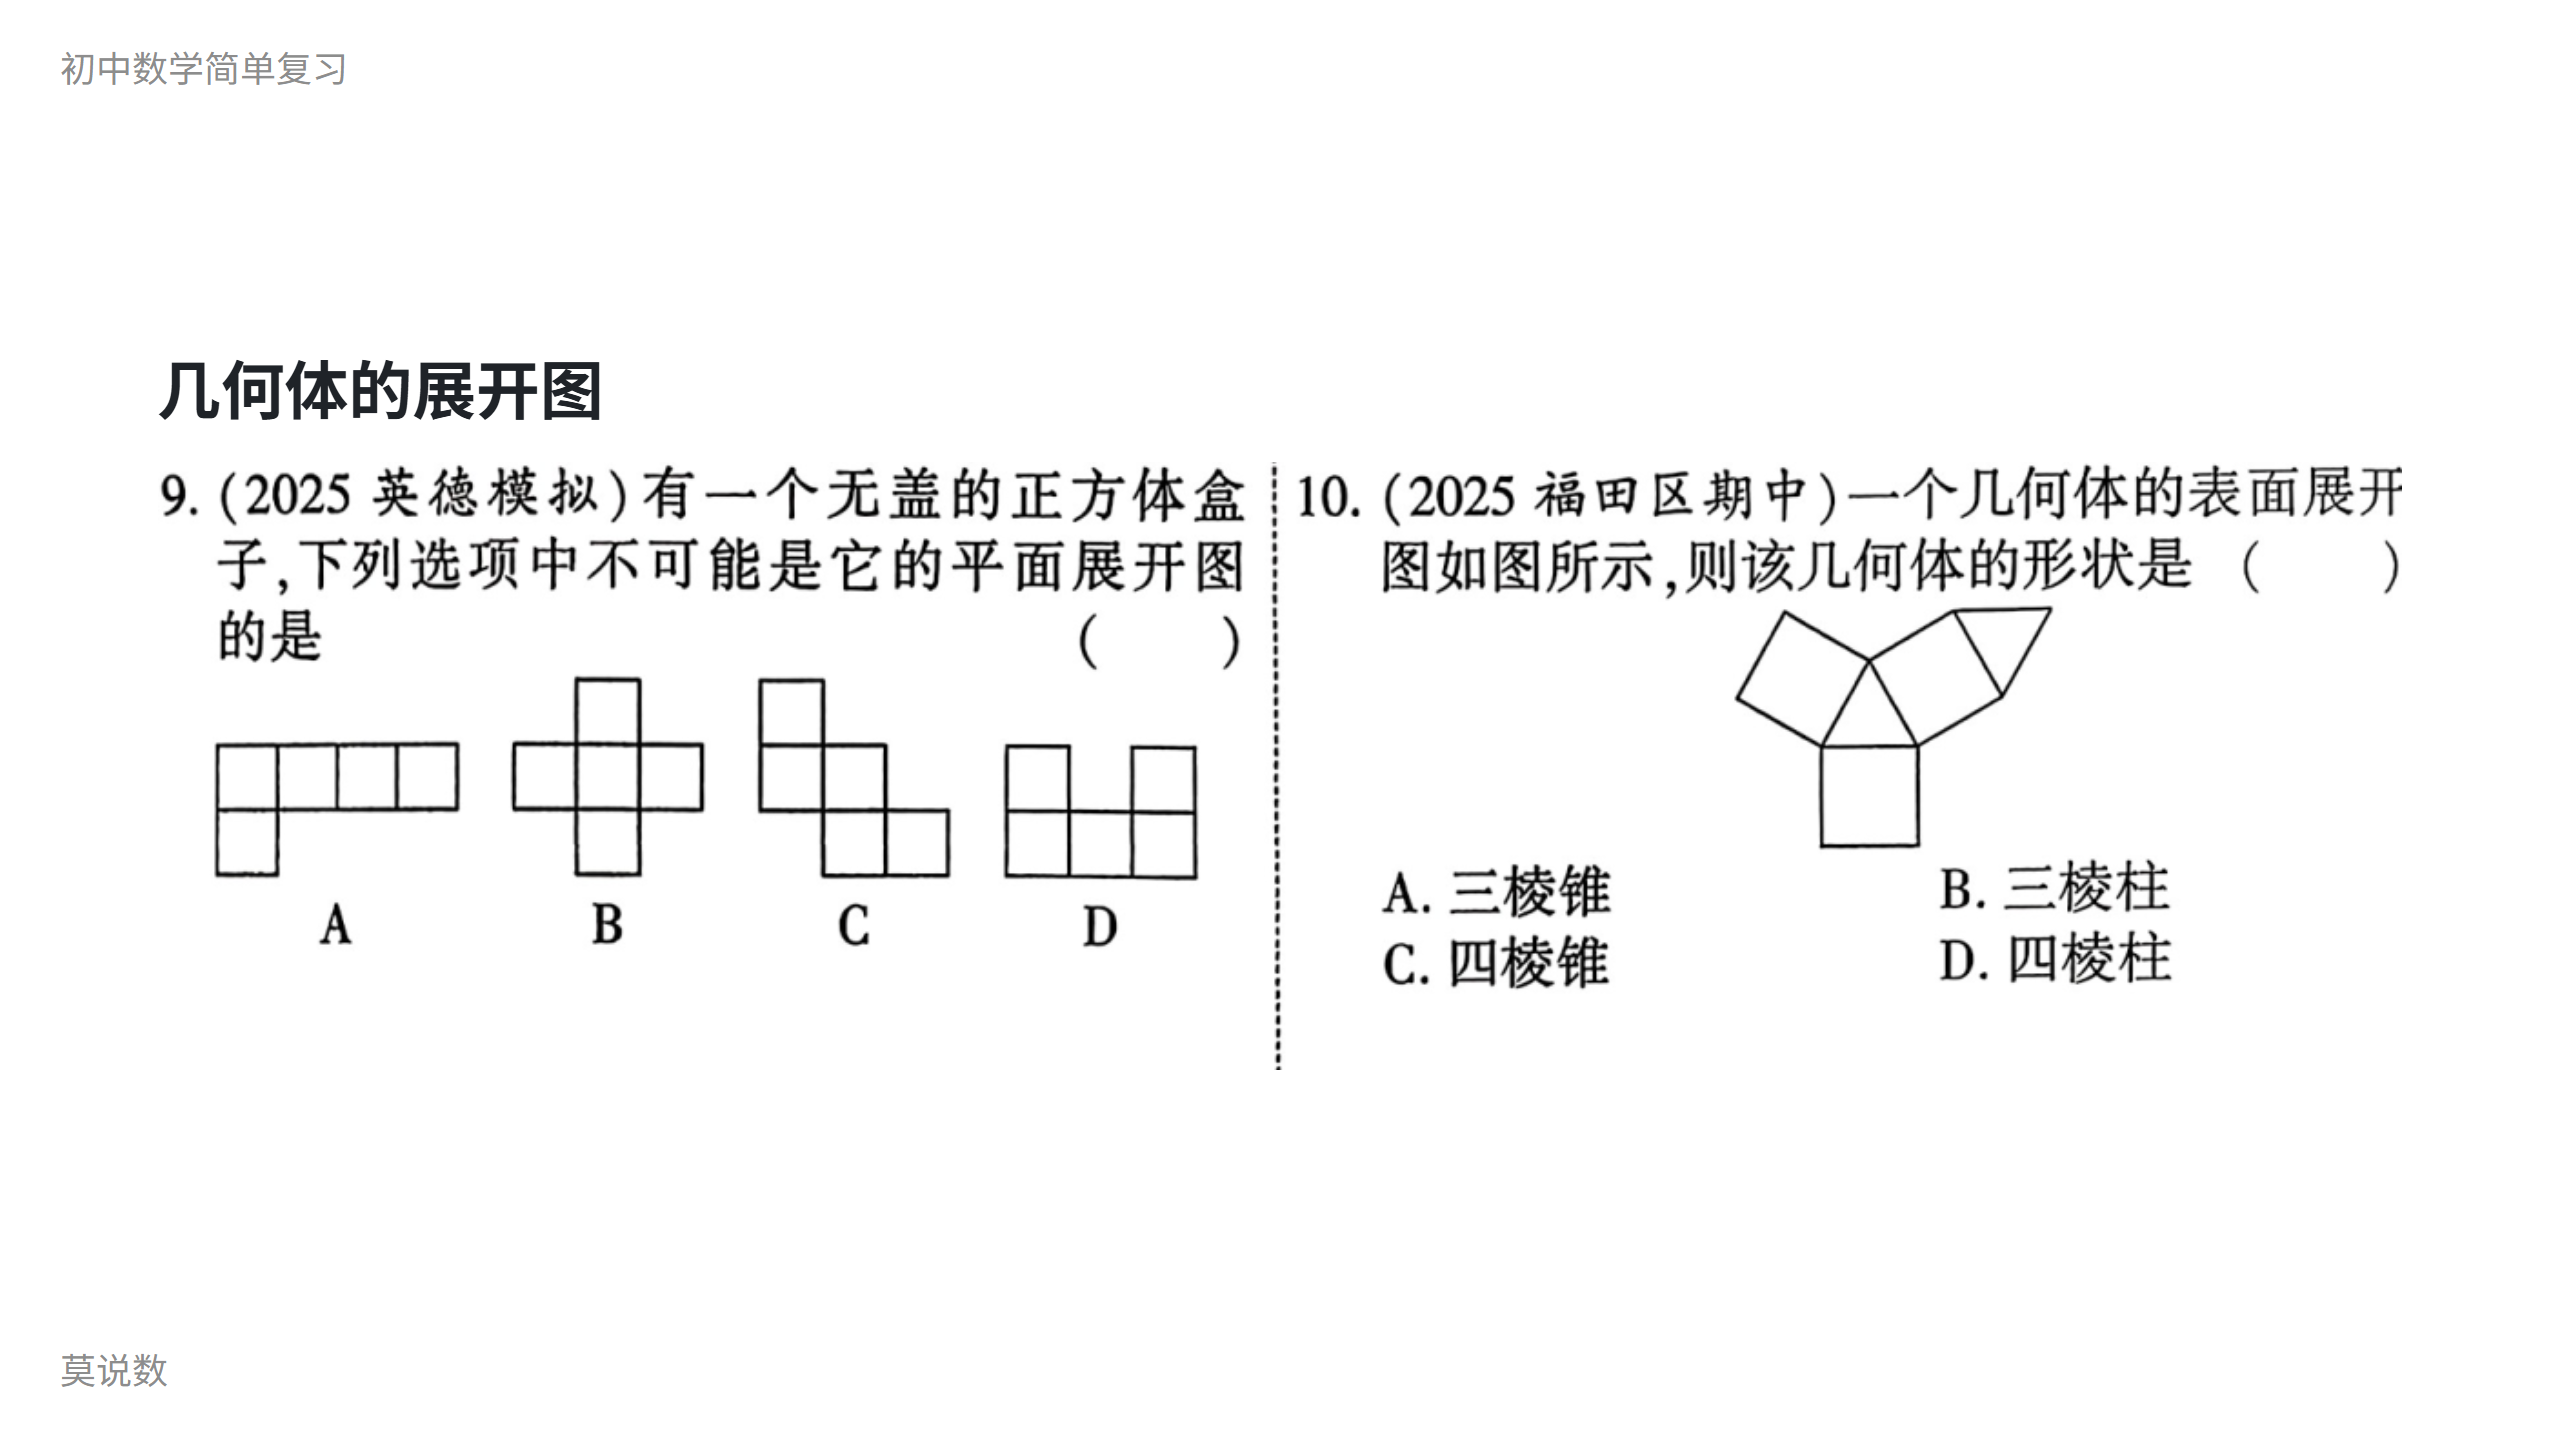 初中数学简单复习
几何体的展开图
9. (2025 英德模拟)有一个无盖的正方体盒
子,下列选项中不可能是它的平面展开图
的是 ( )
A B C D
10. (2025 福田区期中)一个几何体的表面展开
图如图所示,则该几何体的形状是 ( )
A. 三棱锥 B. 三棱柱
C. 四棱锥 D. 四棱柱
莫说数